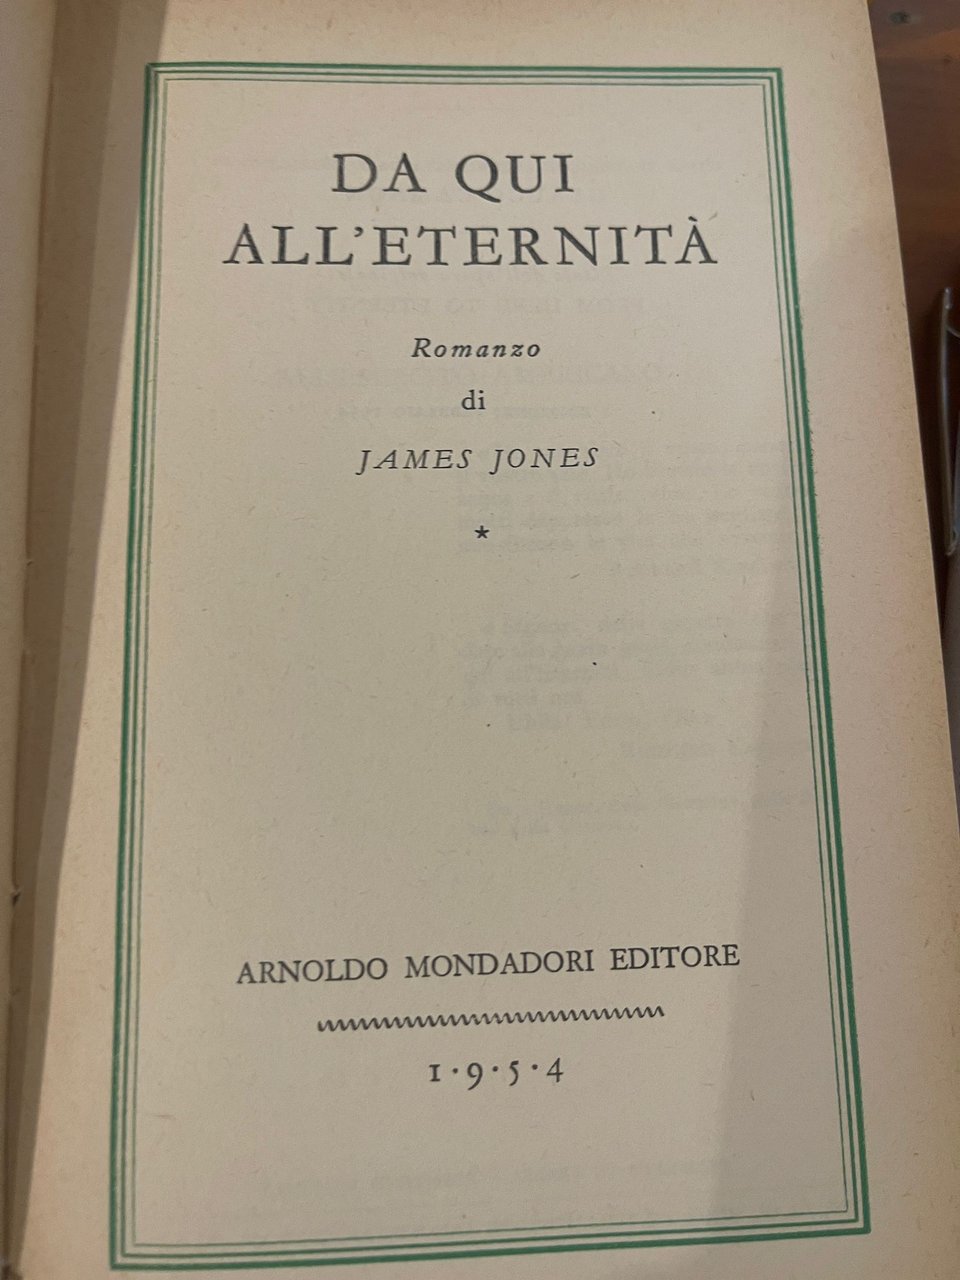 DA QUI
ALL'ETERNITÀ
Romanzo
di
JAMES JONES
*
ARNOLDO MONDADORI EDITORE
1•9•5•4